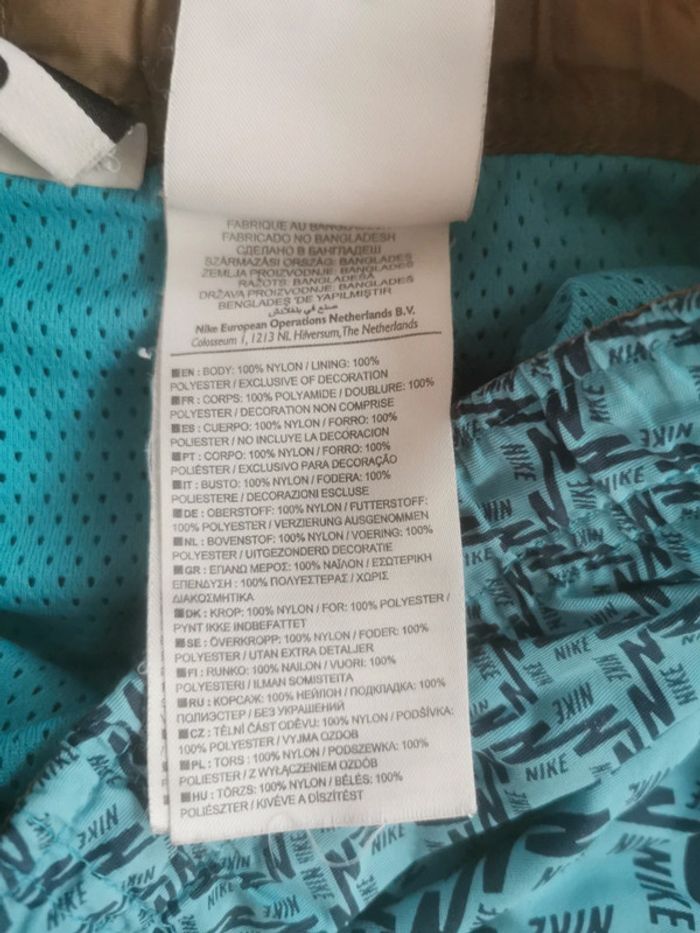 FABRIQUE AU
FABRICADO NO BANGLADESH
СДЕЛАНО В БАНГЛАДЕШ
SZÁRMAZÁSI ORSZÁG: BANGLADES
ZEMLJA PROIZVODNJE: BANGLADEŠ
RAŽOTS: BANGLADEŠĀ
DRŽAVA PROIZVODNJE: BANGLADEŠ
BENGLADEŞ 'DE YAPILMIŞTIR
صنع في بنغلادش
Nike European Operations Netherlands B.V.
Colosseum 1, 1213 NL Hilversum, The Netherlands
EN : BODY: 100% NYLON / LINING: 100%
POLYESTER / EXCLUSIVE OF DECORATION
FR : CORPS: 100% POLYAMIDE / DOUBLURE: 100%
POLYESTER / DECORATION NON COMPRISE
ES : CUERPO: 100% NYLON / FORRO: 100%
POLIESTER / NO INCLUYE LA DECORACION
PT : CORPO: 100% NYLON / FORRO: 100%
POLIÉSTER / EXCLUSIVO PARA DECORAÇÃO
IT : BUSTO: 100% NYLON / FODERA: 100%
POLIESTERE / DECORAZIONI ESCLUSE
DE : OBERSTOFF: 100% NYLON / FUTTERSTOFF:
100% POLYESTER / VERZIERUNG AUSGENOMMEN
NL : BOVENSTOF: 100% NYLON / VOERING: 100%
POLYESTER / UITGEZONDERD DECORATIE
GR : ΕΠΑΝΩ ΜΕΡΟΣ: 100% ΝΑΪΛΟΝ / ΕΣΩΤΕΡΙΚΗ
ΕΠΕΝΔΥΣΗ : 100% ΠΟΛΥΕΣΤΕΡΑΣ / ΧΩΡΙΣ
ΔΙΑΚΟΣΜΗΤΙΚΑ
DK : KROP: 100% NYLON / FOR: 100% POLYESTER /
PYNT IKKE INDBEFATTET
SE : ÖVERKROPP: 100% NYLON / FODER: 100%
POLYESTER / UTAN EXTRA DETALJER
FI : RUNKO: 100% NAILON / VUORI: 100%
POLYESTERI / ILMAN SOMISTEITA
RU : КОРСАЖ: 100% НЕЙЛОН / ПОДКЛАДКА: 100%
ПОЛИЭСТЕР / БЕЗ УКРАШЕНИЙ
CZ : TĚLNÍ ČÁST ODĚVU: 100% NYLON / PODŠÍVKA:
100% POLYESTER / VYJMA OZDOB
PL : TORS : 100% NYLON / PODSZEWKA: 100%
POLIESTER / Z WYŁĄCZENIEM OZDÓB
HU : TÖRZS: 100% NYLON / BÉLÉS: 100%
POLIÉSZTER / KIVÉVE A DÍSZÍTÉST
NIKE
NIKE
NIKE
NIKE
NIKE
NIKE
NIKE
NIKE
NIKE